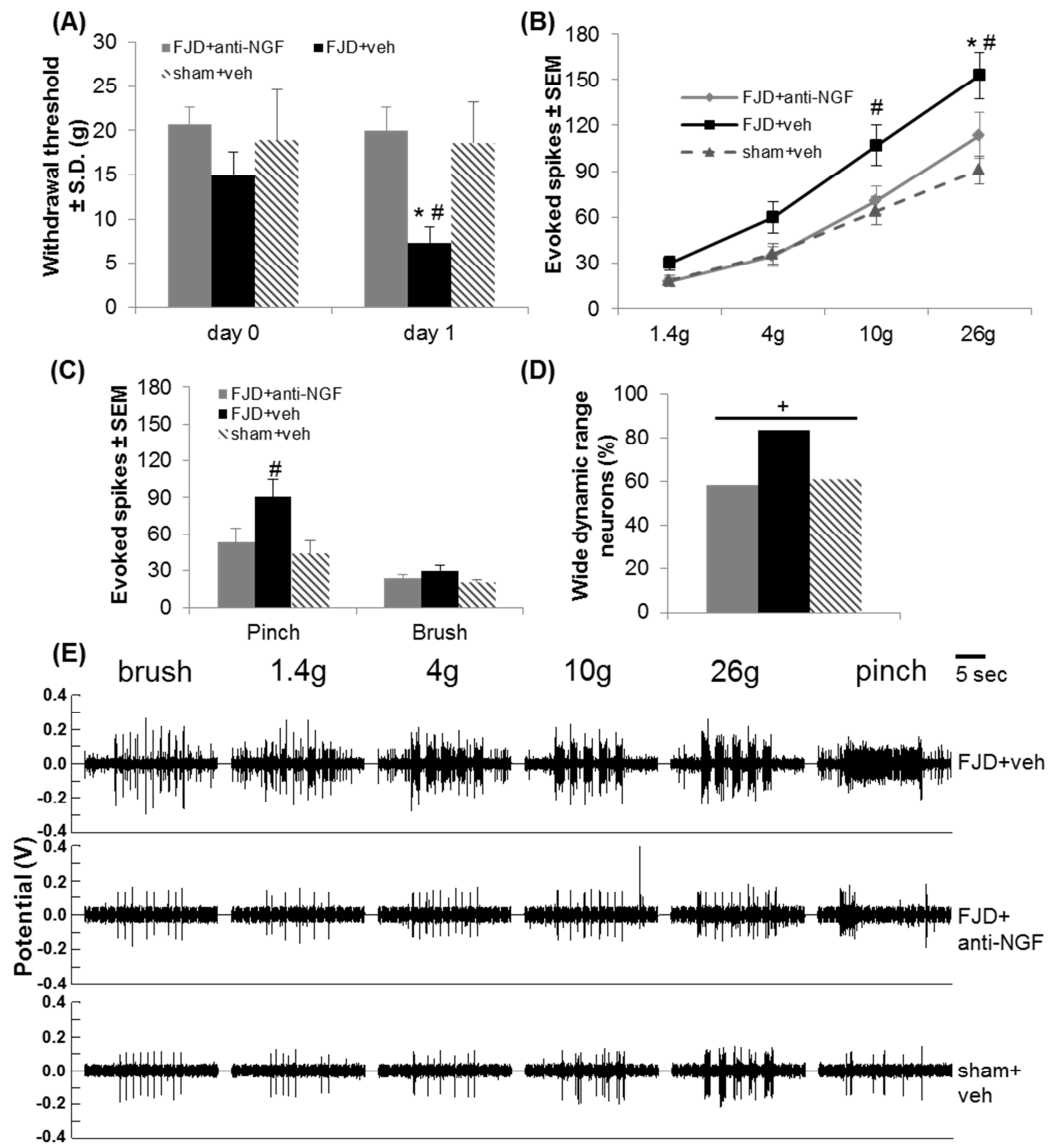 (A)
Withdrawal threshold
± S.D. (g)
30
25
20
15
10
5
0
FJD+anti-NGF
FJD+veh
sham+veh
* #
day 0
day 1
(B)
Evoked spikes ± SEM
180
150
120
90
60
30
0
FJD+anti-NGF
FJD+veh
sham+veh
#
* #
1.4g
4g
10g
26g
(C)
Evoked spikes ± SEM
180
150
120
90
60
30
0
FJD+anti-NGF
FJD+veh
sham+veh
#
Pinch
Brush
(D)
Wide dynamic range
neurons (%)
100
80
60
40
20
0
+
(E)
brush
1.4g
4g
10g
26g
pinch
5 sec
Potential (V)
0.4
0.2
0.0
-0.2
-0.4
FJD+veh
0.4
0.2
0.0
-0.2
-0.4
FJD+
anti-NGF
0.4
0.2
0.0
-0.2
-0.4
sham+
veh